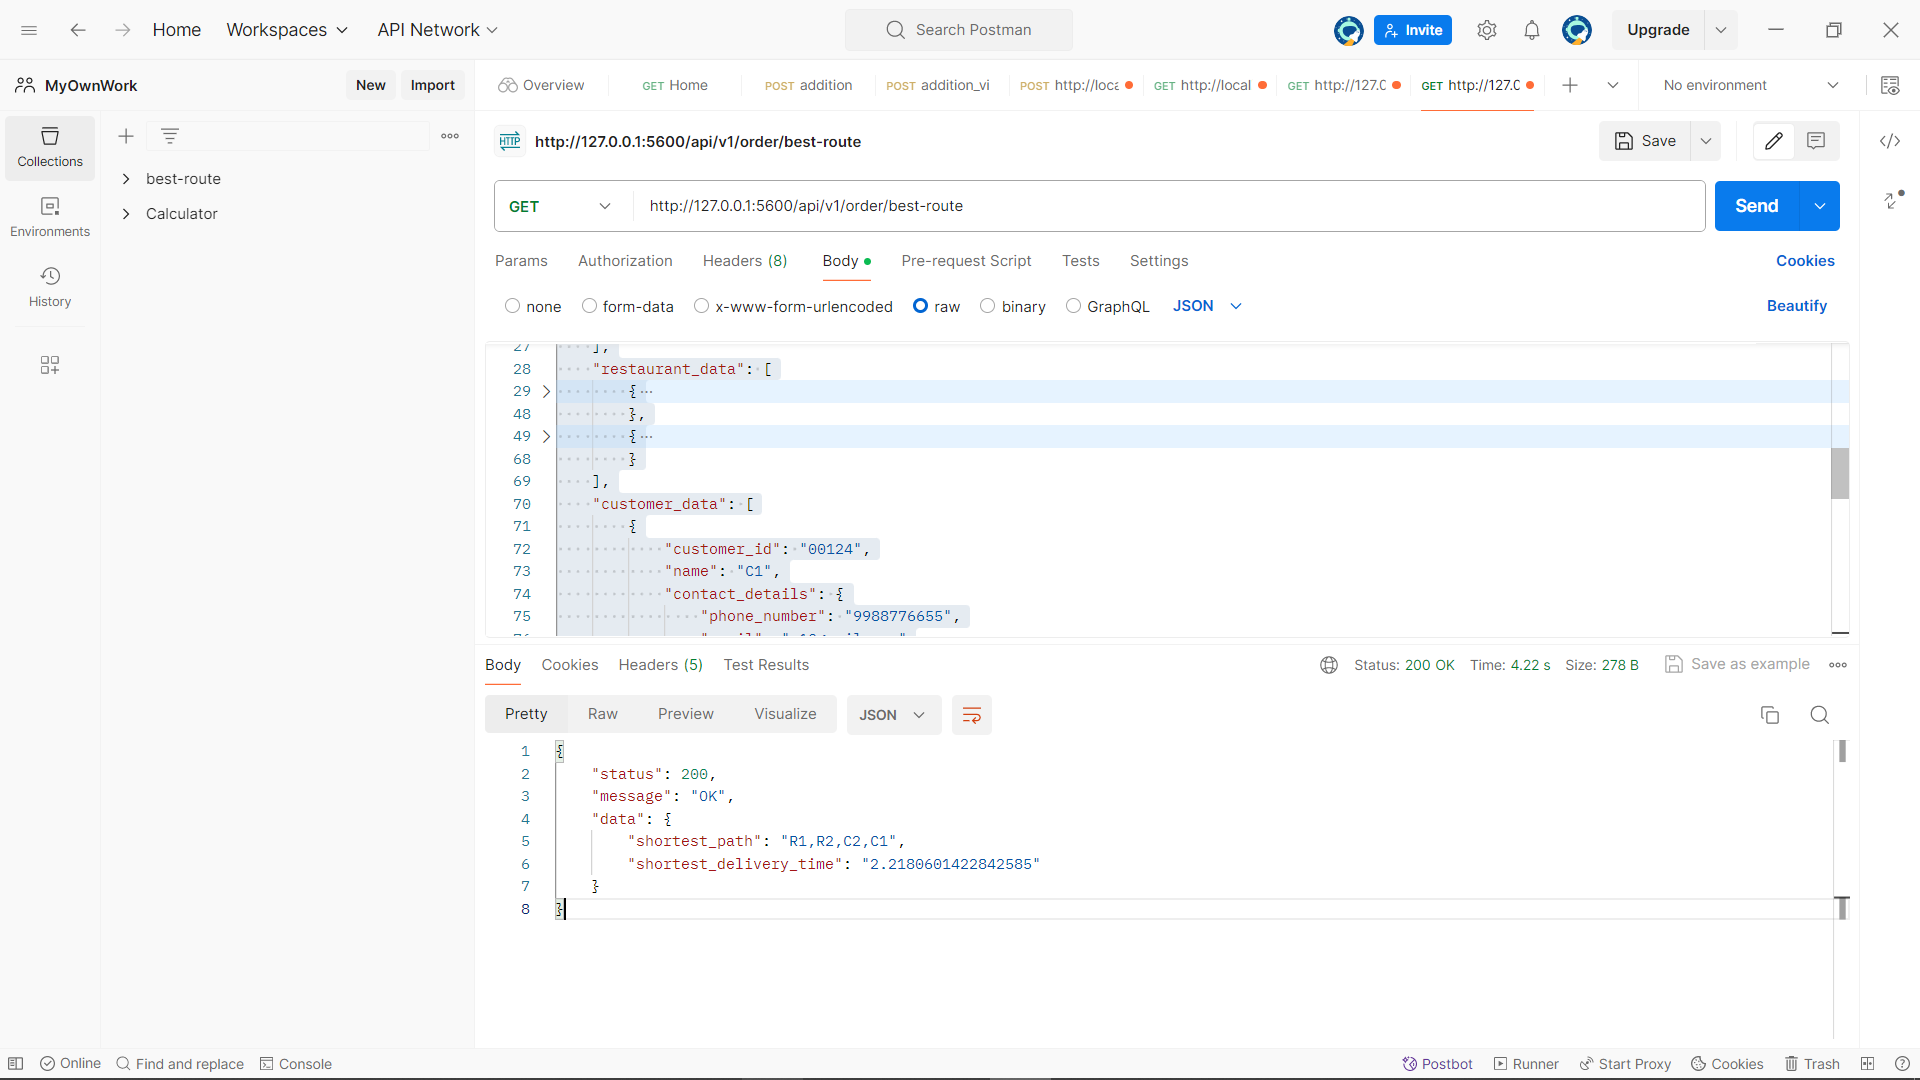 Home Workspaces API Network Search Postman Invite Upgrade
MyOwnWork New Import Overview GET Home POST addition POST addition_vi POST http://loca GET http://local GET http://127.0 GET http://127.0 No environment
HTTP http://127.0.0.1:5600/api/v1/order/best-route Save
Collections
best-route
Calculator
Environments
History
GET http://127.0.0.1:5600/api/v1/order/best-route Send
Params Authorization Headers (8) Body Pre-request Script Tests Settings Cookies
none form-data x-www-form-urlencoded raw binary GraphQL JSON Beautify
27 ],
28 "restaurant_data": [
29 {
48 },
49 {
68 }
69 ],
70 "customer_data": [
71 {
72 "customer_id": "00124",
73 "name": "C1",
74 "contact_details": {
75 "phone_number": "9988776655",
Body Cookies Headers (5) Test Results Status: 200 OK Time: 4.22 s Size: 278 B Save as example
Pretty Raw Preview Visualize JSON
1 {
2 "status": 200,
3 "message": "OK",
4 "data": {
5 "shortest_path": "R1,R2,C2,C1",
6 "shortest_delivery_time": "2.2180601422842585"
7 }
8 }
Online Find and replace Console Postbot Runner Start Proxy Cookies Trash